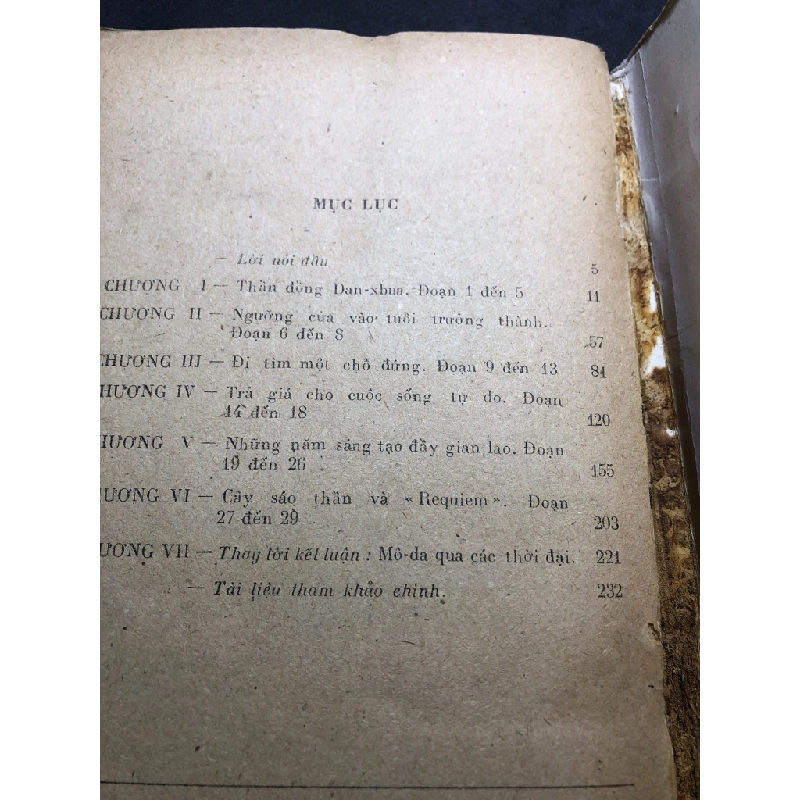 MỤC LỤC
— Lời nói đầu 5
CHƯƠNG I — Thần đồng Dan-xbua. Đoạn 1 đến 5 11
CHƯƠNG II — Ngưỡng cửa vào tuổi trưởng thành.
Đoạn 6 đến 8 57
CHƯƠNG III — Đi tìm một chỗ đứng. Đoạn 9 đến 13 81
HƯƠNG IV — Trả giá cho cuộc sống tự do. Đoạn
14 đến 18 120
HƯƠNG V — Những năm sáng tạo đầy gian lao. Đoạn
19 đến 26 155
HƯƠNG VI — Cây sáo thần và «Requiem». Đoạn
27 đến 29 203
ƯƠNG VII — Thay lời kết luận : Mô-da qua các thời đại. 221
— Tài liệu tham khảo chính. 232